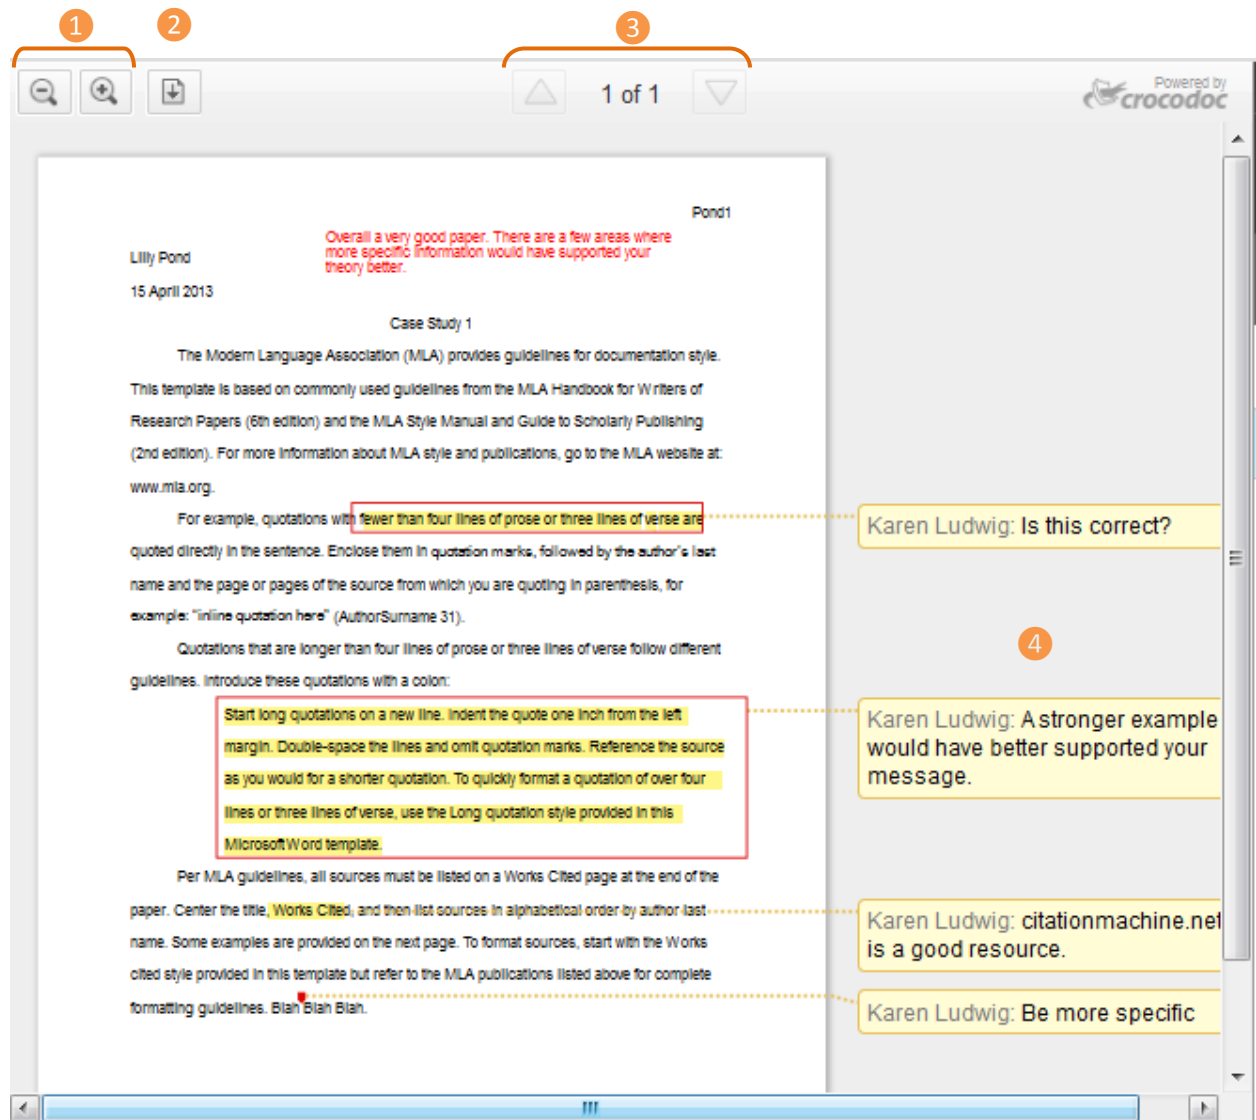 1
2
3
1 of 1
Powered by
crocodoc
Pond1
Overall a very good paper. There are a few areas where
more specific information would have supported your
theory better.
Lilly Pond
15 April 2013
Case Study 1
The Modern Language Association (MLA) provides guidelines for documentation style.
This template is based on commonly used guidelines from the MLA Handbook for Writers of
Research Papers (6th edition) and the MLA Style Manual and Guide to Scholarly Publishing
(2nd edition). For more information about MLA style and publications, go to the MLA website at:
www.mla.org.
For example, quotations with fewer than four lines of prose or three lines of verse are
Karen Ludwig: Is this correct?
quoted directly in the sentence. Enclose them in quotation marks, followed by the author's last
name and the page or pages of the source from which you are quoting in parenthesis, for
example: "inline quotation here" (AuthorSurname 31).
Quotations that are longer than four lines of prose or three lines of verse follow different
guidelines. Introduce these quotations with a colon:
4
Start long quotations on a new line. Indent the quote one inch from the left
margin. Double-space the lines and omit quotation marks. Reference the source
as you would for a shorter quotation. To quickly format a quotation of over four
lines or three lines of verse, use the Long quotation style provided in this
Microsoft Word template.
Karen Ludwig: A stronger example
would have better supported your
message.
Per MLA guidelines, all sources must be listed on a Works Cited page at the end of the
paper. Center the title, Works Cited, and then list sources in alphabetical order by author last
name. Some examples are provided on the next page. To format sources, start with the Works
cited style provided in this template but refer to the MLA publications listed above for complete
formatting guidelines. Blah Blah Blah.
Karen Ludwig: citationmachine.net
is a good resource.
Karen Ludwig: Be more specific